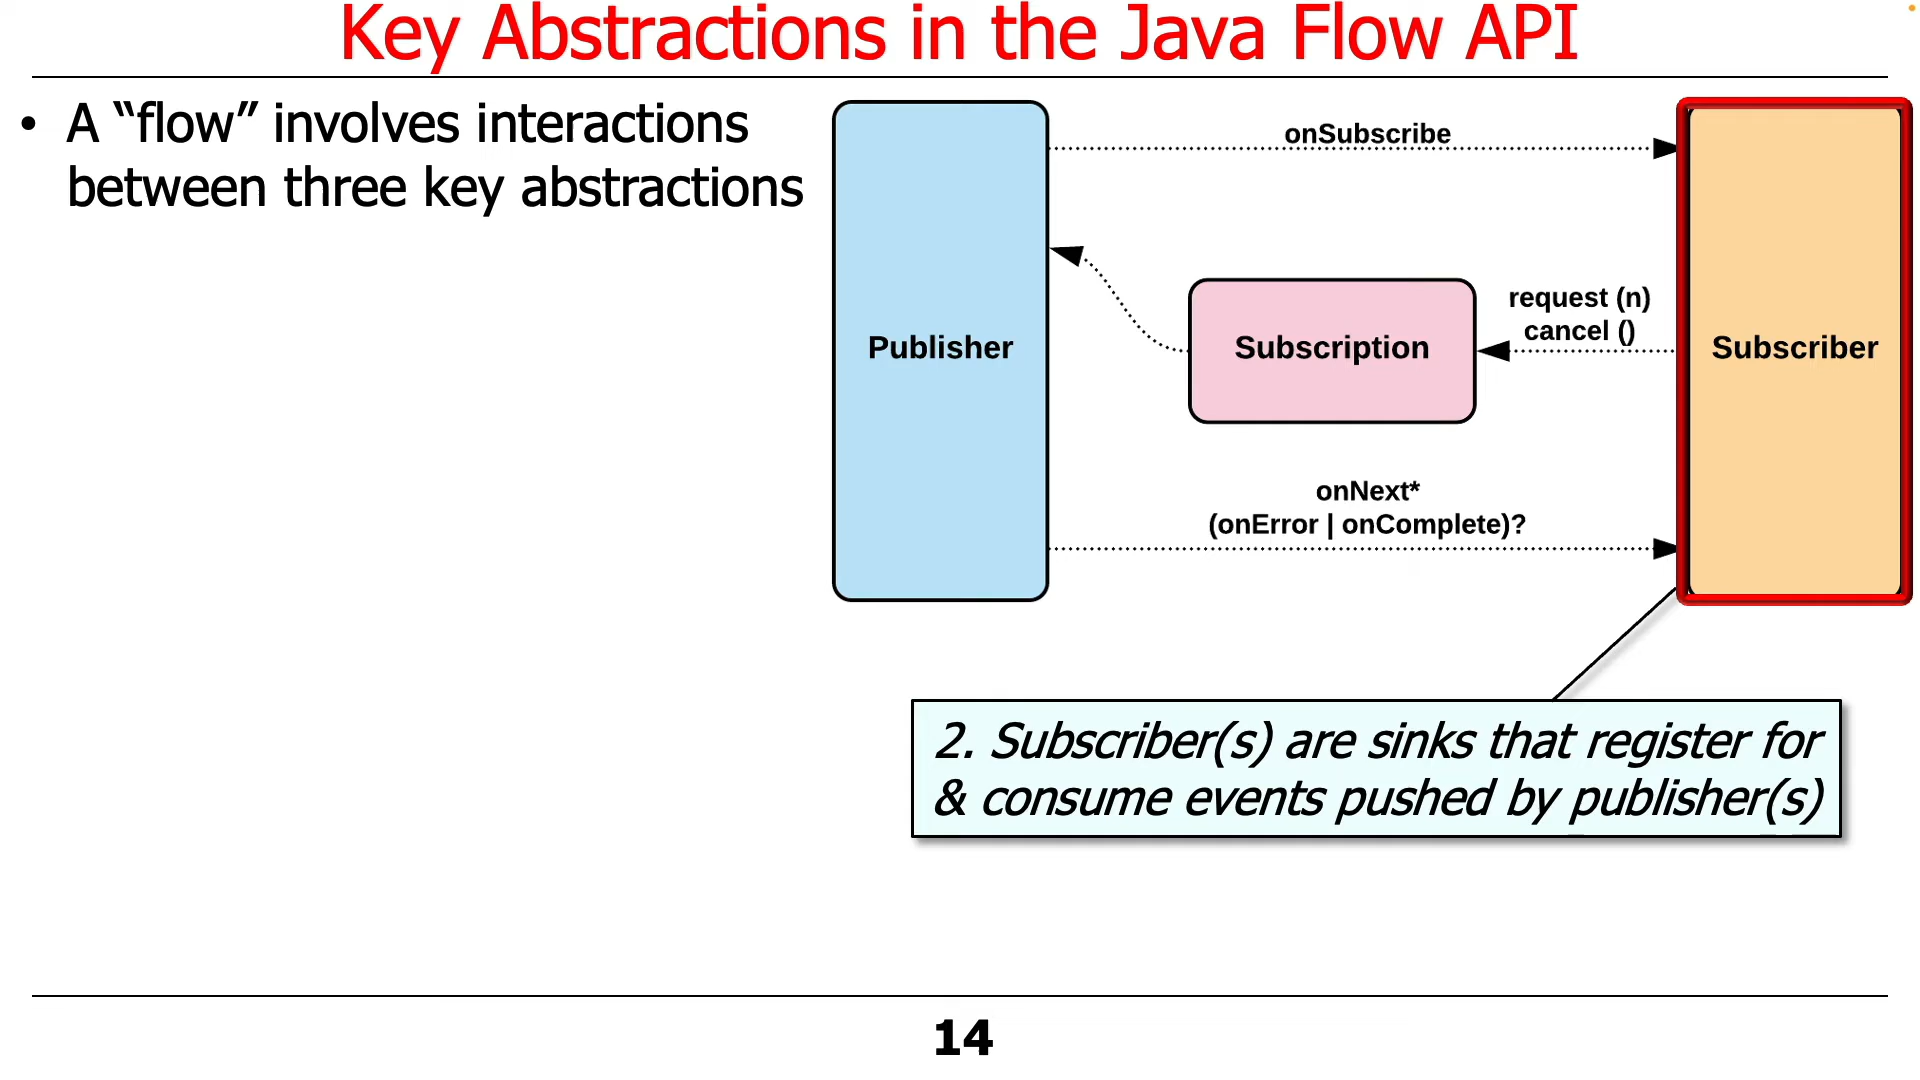 Key Abstractions in the Java Flow API
• A “flow” involves interactions
between three key abstractions
onSubscribe
request (n)
cancel ()
Publisher
Subscription
Subscriber
onNext*
(onError | onComplete)?
2. Subscriber(s) are sinks that register for
& consume events pushed by publisher(s)
14